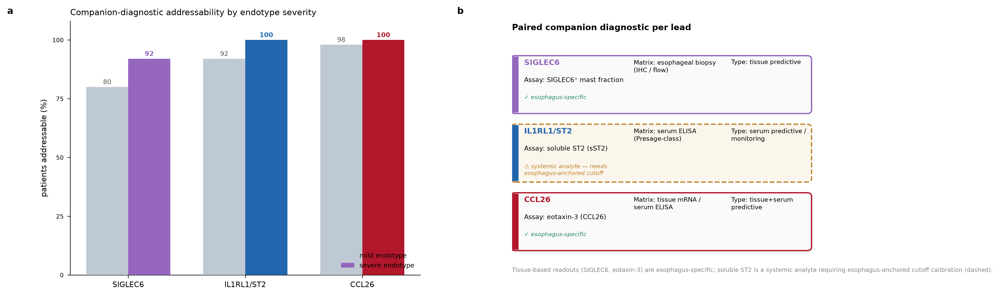 a
Companion-diagnostic addressability by endotype severity
patients addressable (%)
100
75
50
25
0
80
92
92
100
98
100
mild endotype
severe endotype
SIGLEC6
IL1RL1/ST2
CCL26
b
Paired companion diagnostic per lead
SIGLEC6
Assay: SIGLEC6⁺ mast fraction
✓ esophagus-specific
Matrix: esophageal biopsy
(IHC / flow)
Type: tissue predictive
IL1RL1/ST2
Assay: soluble ST2 (sST2)
⚠ systemic analyte — needs
esophagus-anchored cutoff
Matrix: serum ELISA
(Presage-class)
Type: serum predictive /
monitoring
CCL26
Assay: eotaxin-3 (CCL26)
✓ esophagus-specific
Matrix: tissue mRNA /
serum ELISA
Type: tissue+serum
predictive
Tissue-based readouts (SIGLEC6, eotaxin-3) are esophagus-specific; soluble ST2 is a systemic analyte requiring esophagus-anchored cutoff calibration (dashed).